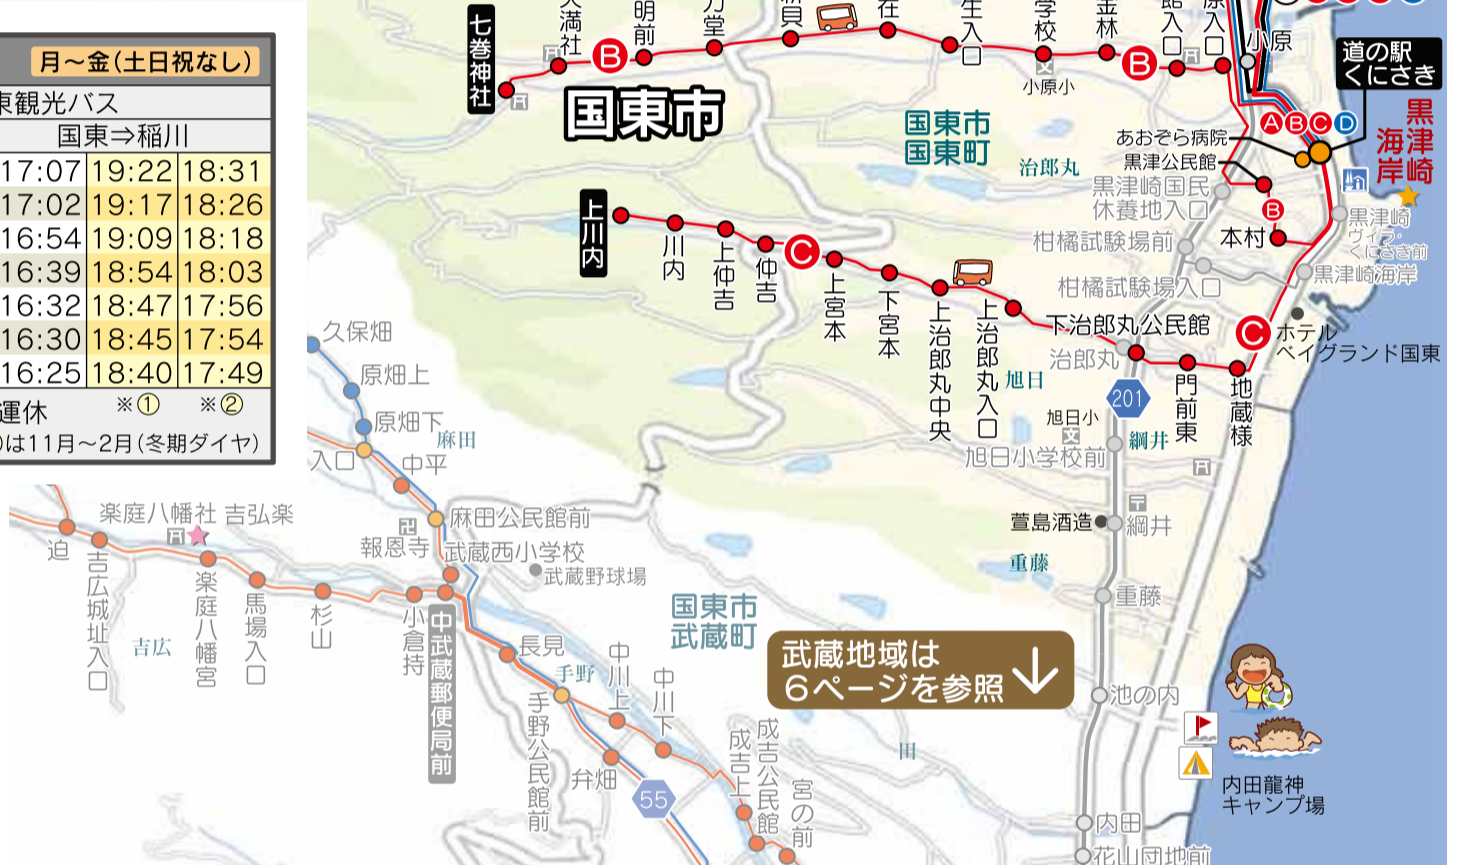 月～金(土日祝なし)
東観光バス
国東⇒稲川
17:07 19:22 18:31
17:02 19:17 18:26
16:54 19:09 18:18
16:39 18:54 18:03
16:32 18:47 17:56
16:30 18:45 17:54
16:25 18:40 17:49
運休 ※① ※②
は11月～2月(冬期ダイヤ)
七巻神社
満社
B
明前
万堂
在
生入口
学校
金林
B
館入口
原入口
小原
小原小
道の駅
くにさき
国東市
国東市
国東町
治郎丸
A B C D
黒津崎
海岸
あおぞら病院
黒津公民館
黒津崎国民
休養地入口
B
本村
黒津崎
ヴィラ・
くにさき前
柑橘試験場前
柑橘試験場入口
黒津崎海岸
上川内
川内
上仲吉
仲吉
C
上宮本
下宮本
上治郎丸中央
上治郎丸入口
下治郎丸公民館
治郎丸
旭日
門前東
地蔵様
C
ホテル
ベイグランド国東
201
旭日小
文
綱井
旭日小学校前
萱島酒造
綱井
重藤
重藤
久保畑
原畑上
原畑下
麻田
入口
中平
麻田公民館前
報恩寺
武蔵西小学校
武蔵野球場
楽庭八幡社
吉弘楽
迫
吉広城址入口
楽庭八幡宮
馬場入口
杉山
小倉持
中武蔵郵便局前
吉広
国東市
武蔵町
武蔵地域は
6ページを参照
長見
手野
中川上
中川下
手野公民館前
弁畑
55
成吉上
成吉公民館
宮の前
田
池の内
内田龍神
キャンプ場
内田
花山団地前